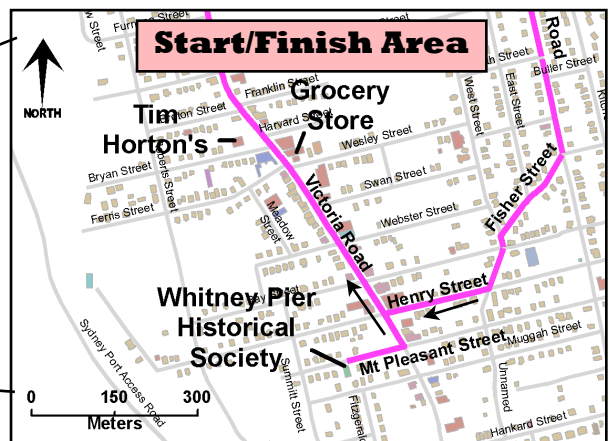 Start/Finish Area
Road
Buller Street
Franklin Street
Grocery
Store
Tim
Horton's
NORTH
Harvard Street
East Street
West Street
Wesley Street
Bryan Street
Swan Street
Fisher Street
Ferris Street
Meadow
Street
Victoria Road
Webster Street
Henry Street
Whitney Pier
Historical
Society
Muggah Street
Mt Pleasant Street
Sydney Port Access Road
Summitt Street
Unnamed
0 150 300
Meters
Hankard Street